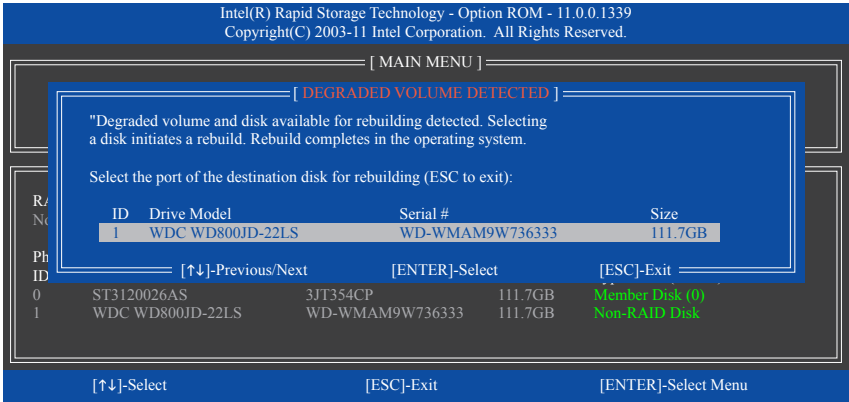 Intel(R) Rapid Storage Technology - Option ROM - 11.0.0.1339
Copyright(C) 2003-11 Intel Corporation. All Rights Reserved.
[ MAIN MENU ]
[ DEGRADED VOLUME DETECTED ]
"Degraded volume and disk available for rebuilding detected. Selecting
a disk initiates a rebuild. Rebuild completes in the operating system.
Select the port of the destination disk for rebuiding (ESC to exit):
ID Drive Model Serial # Size
1 WDC WD800JD-22LS WD-WMAM9W736333 111.7GB
[↑↓]-Previous/Next [ENTER]-Select [ESC]-Exit
ID
0 ST3120026AS 3JT354CP 111.7GB Member Disk (0)
1 WDC WD800JD-22LS WD-WMAM9W736333 111.7GB Non-RAID Disk
[↑↓]-Select [ESC]-Exit [ENTER]-Select Menu